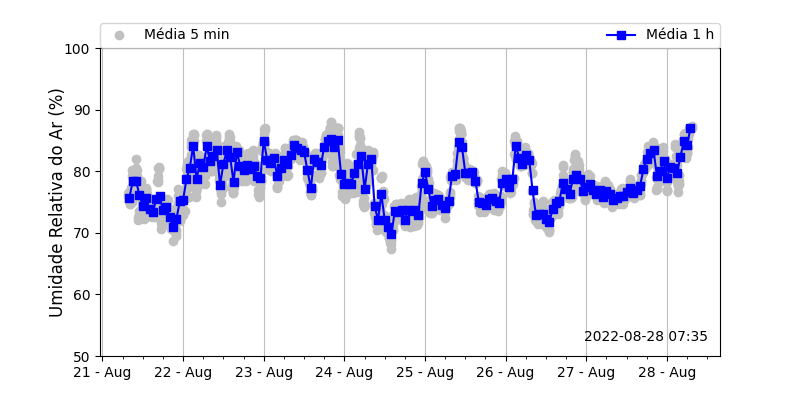 Média 5 min
Média 1 h
Umidade Relativa do Ar (%)
100
90
80
70
60
50
2022-08-28 07:35
21 - Aug
22 - Aug
23 - Aug
24 - Aug
25 - Aug
26 - Aug
27 - Aug
28 - Aug